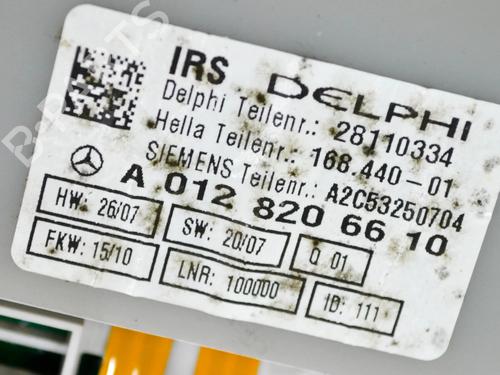 IRS DELPHI
Delphi Teilenr.: 28110334
Hella Teilenr.: 168.440-01
SIEMENS Teilenr.: A2C53250704
A 012 820 66 10
HW: 26/07 SW: 20/07 Q 01
FKW: 15/10 LNR: 100000 ID: 111